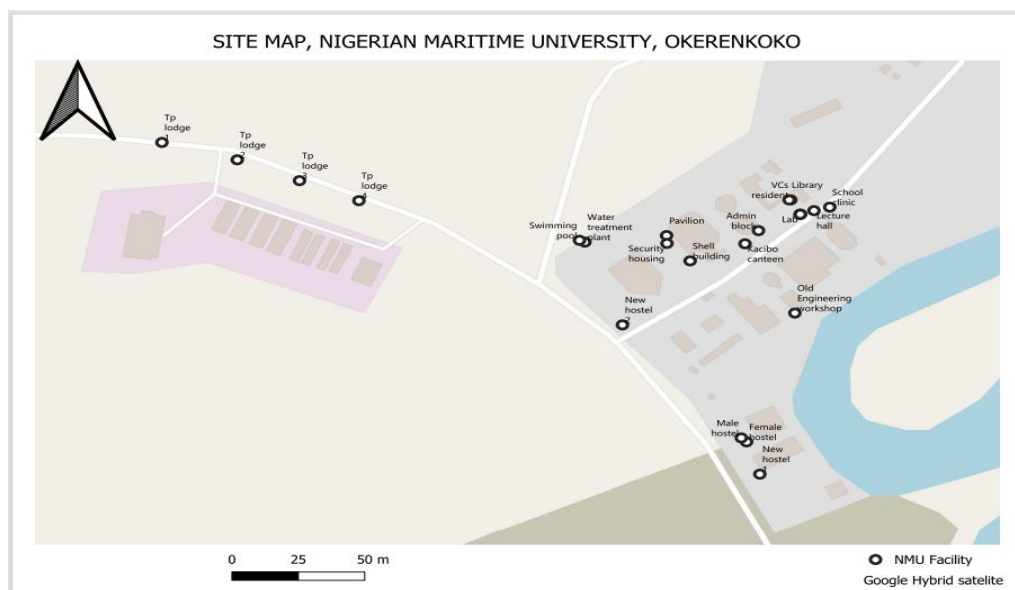 SITE MAP, NIGERIAN MARITIME UNIVERSITY, OKERENKOKO
Tp
lodge
1
Tp
lodge
2
Tp
lodge
3
Tp
lodge
4
Swimming
pool
Water
treatment
plant
Pavilion
Security
housing
Shell
building
Admin
block
Kacibo
canteen
VCs
resident
Library
Lab
Lecture
hall
School
clinic
Old
Engineering
workshop
New
hostel
2
Male
hostel
Female
hostel
New
hostel
1
0 25 50 m
NMU Facility
Google Hybrid satelite